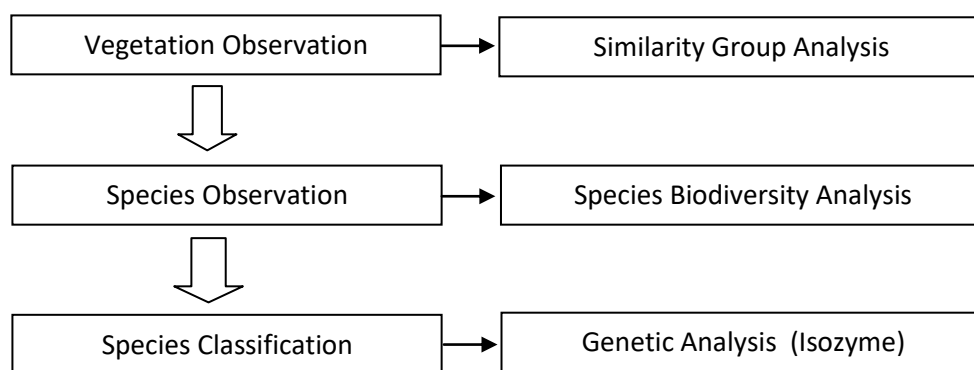 Vegetation Observation
Similarity Group Analysis
Species Observation
Species Biodiversity Analysis
Species Classification
Genetic Analysis (Isozyme)